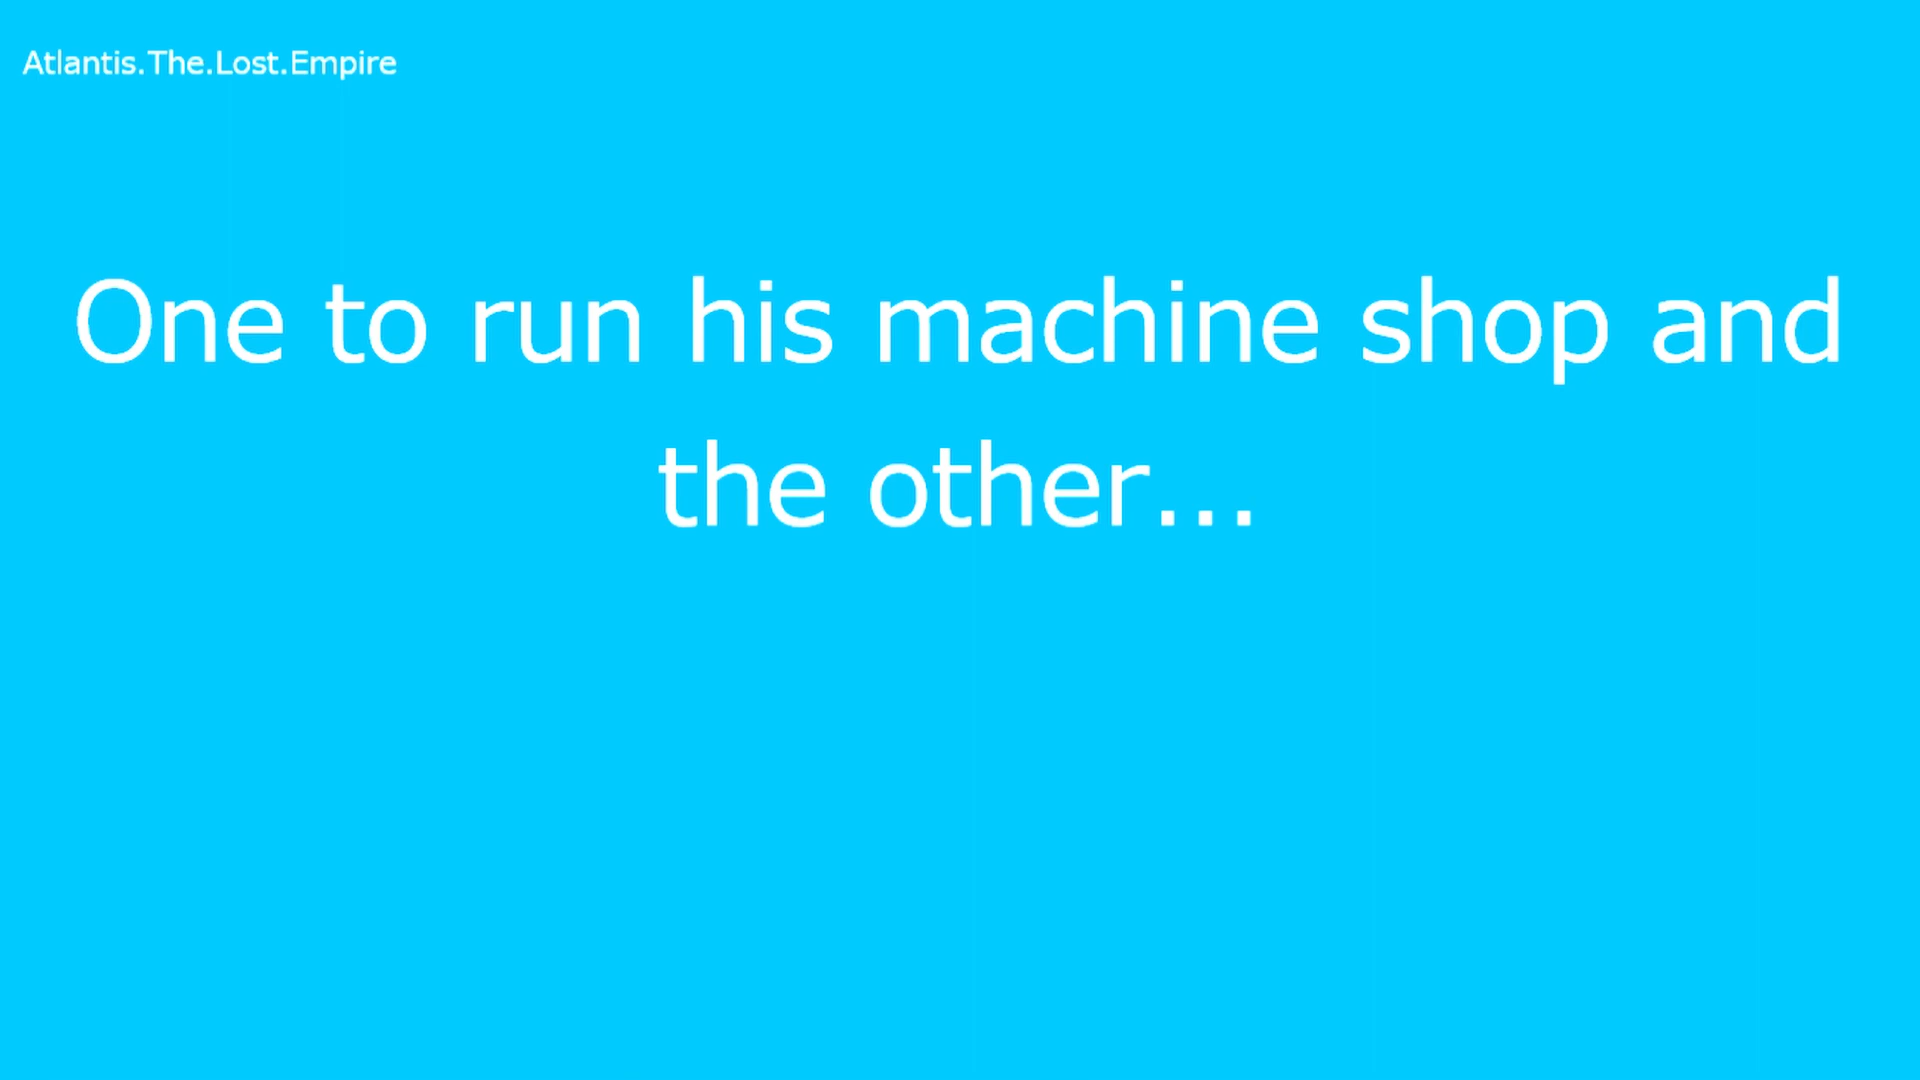 Atlantis.The.Lost.Empire
One to run his machine shop and
the other...